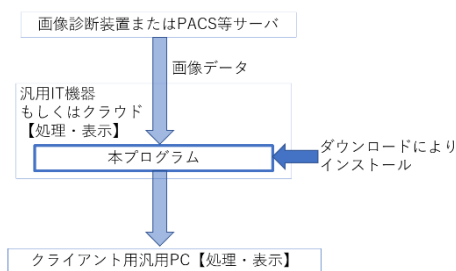 画像診断装置またはPACS等サーバ
画像データ
汎用IT機器
もしくはクラウド
【処理・表示】
本プログラム
ダウンロードにより
インストール
クライアント用汎用PC【処理・表示】